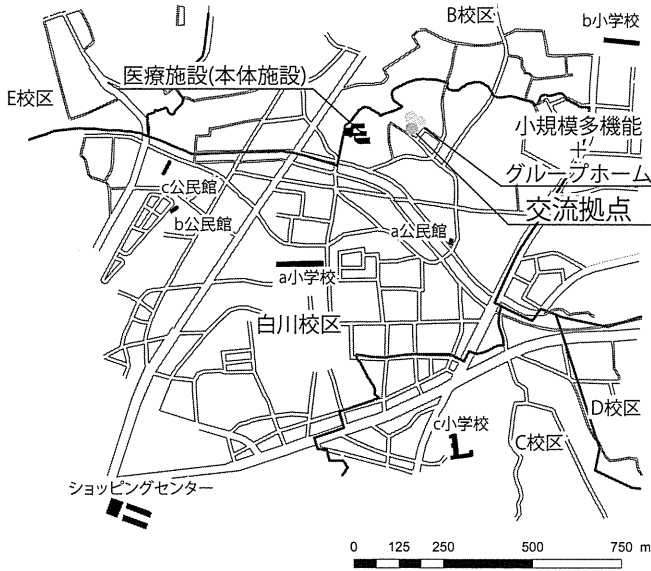 B校区
b小学校
医療施設(本体施設)
E校区
小規模多機能
+
グループホーム
交流拠点
c公民館
b公民館
a公民館
a小学校
白川校区
D校区
c小学校
C校区
ショッピングセンター
0 125 250 500 750 m